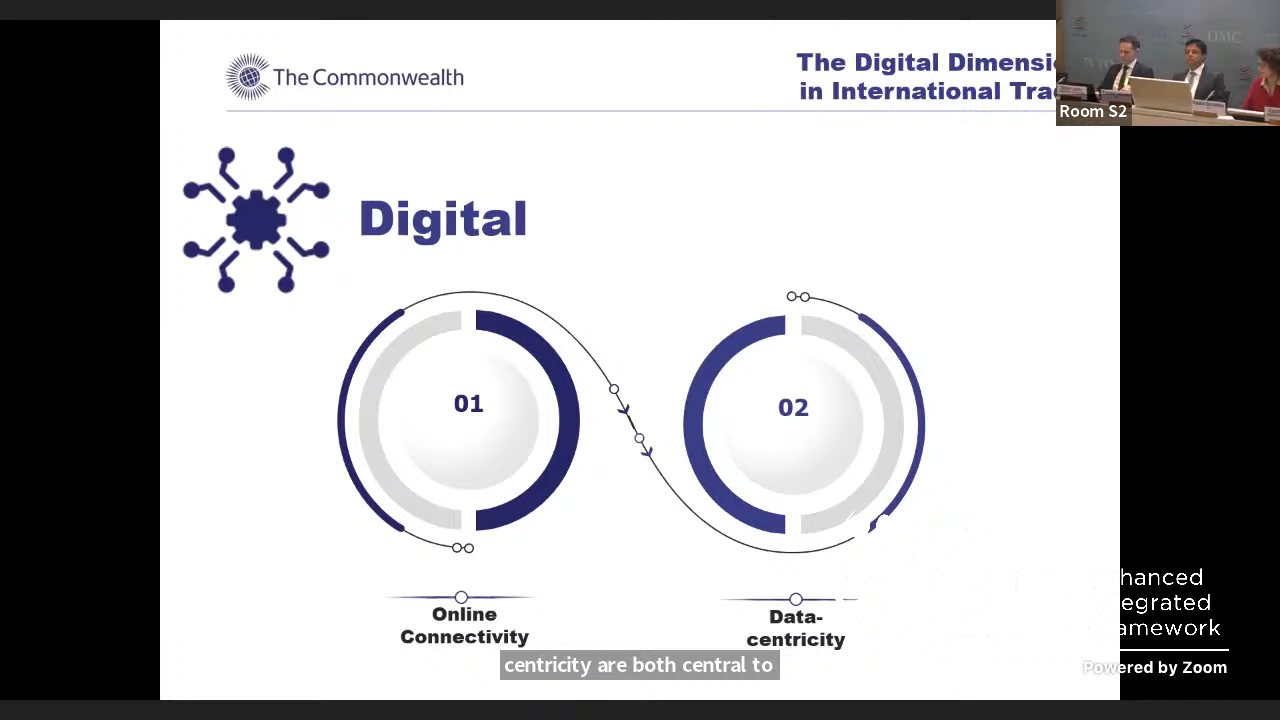 The Commonwealth
The Digital Dimensi
in International Tra
OMC
Room S2
Digital
01
02
Online
Connectivity
Data-
centricity
centricity are both central to
hanced
egrated
amework
Powered by Zoom